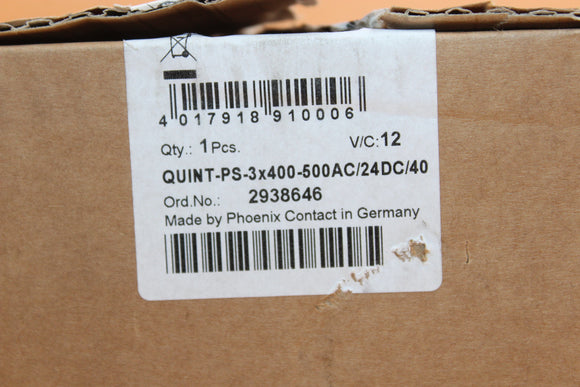 4 017918 910006
Qty.: 1 Pcs. V/C: 12
QUINT-PS-3x400-500AC/24DC/40
Ord.No.: 2938646
Made by Phoenix Contact in Germany